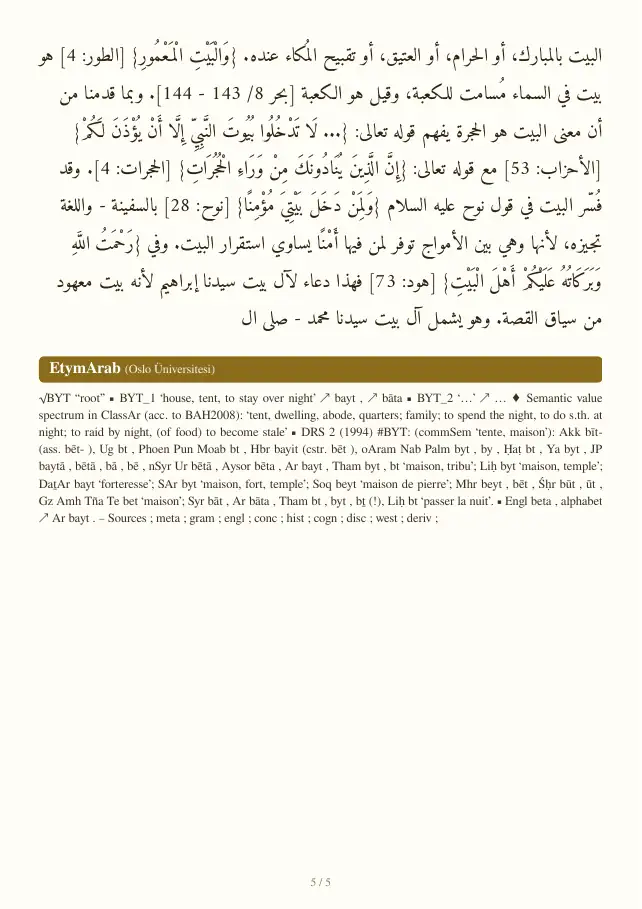 البيت بالمبارك، أو الحرام، أو العتيق، أو تقبيح المُكاء عنده. {وَالْبَيْتِ الْمَعْمُورِ} [الطور: 4] هو
بيت في السماء مُسامت للكعبة، وقيل هو الكعبة [بحر 8/ 143 - 144]. وبما قدمنا من
أن معنى البيت هو الحجرة يفهم قوله تعالى: {... لَا تَدْخُلُوا بُيُوتَ النَّبِيِّ إِلَّا أَنْ يُؤْذَنَ لَكُمْ}
[الأحزاب: 53] مع قوله تعالى: {إِنَّ الَّذِينَ يُنَادُونَكَ مِنْ وَرَاءِ الْحُجُرَاتِ} [الحجرات: 4]. وقد
فُسّر البيت في قول نوح عليه السلام {وَلِمَنْ دَخَلَ بَيْتِيَ مُؤْمِنًا} [نوح: 28] بالسفينة - واللغة
تجيزه، لأنها وهي بين الأمواج توفر لمن فيها أَمْنًا يساوي استقرار البيت. وفي {رَحْمَتُ اللَّهِ
وَبَرَكَاتُهُ عَلَيْكُمْ أَهْلَ الْبَيْتِ} [هود: 73] فهذا دعاء لآل بيت سيدنا إبراهيم لأنه بيت معهود
من سياق القصة. وهو يشمل آل بيت سيدنا محمد - صلى ال
EtymArab (Oslo Üniversitesi)
√BYT “root” ▪ BYT_1 ‘house, tent, to stay over night’ ↗ bayt , ↗ bāta ▪ BYT_2 ‘…’ ↗ … ♦ Semantic value
spectrum in ClassAr (acc. to BAH2008): ‘tent, dwelling, abode, quarters; family; to spend the night, to do s.th. at
night; to raid by night, (of food) to become stale’ ▪ DRS 2 (1994) #BYT: (commSem ‘tente, maison’): Akk bīt-
(ass. bēt- ), Ug bt , Phoen Pun Moab bt , Hbr bayit (cstr. bēt ), oAram Nab Palm byt , by , Ḥaṭ bt , Ya byt , JP
baytā , bētā , bā , bē , nSyr Ur bētā , Aysor bēta , Ar bayt , Tham byt , bt ‘maison, tribu’; Liḥ byt ‘maison, temple’;
DaṯAr bayt ‘forteresse’; SAr byt ‘maison, fort, temple’; Soq beyt ‘maison de pierre’; Mhr beyt , bēt , Śḥr būt , ūt ,
Gz Amh Tña Te bet ‘maison’; Syr bāt , Ar bāta , Tham bt , byt , bṯ (!), Liḥ bt ‘passer la nuit’. ▪ Engl beta , alphabet
↗ Ar bayt . – Sources ; meta ; gram ; engl ; conc ; hist ; cogn ; disc ; west ; deriv ;
5 / 5